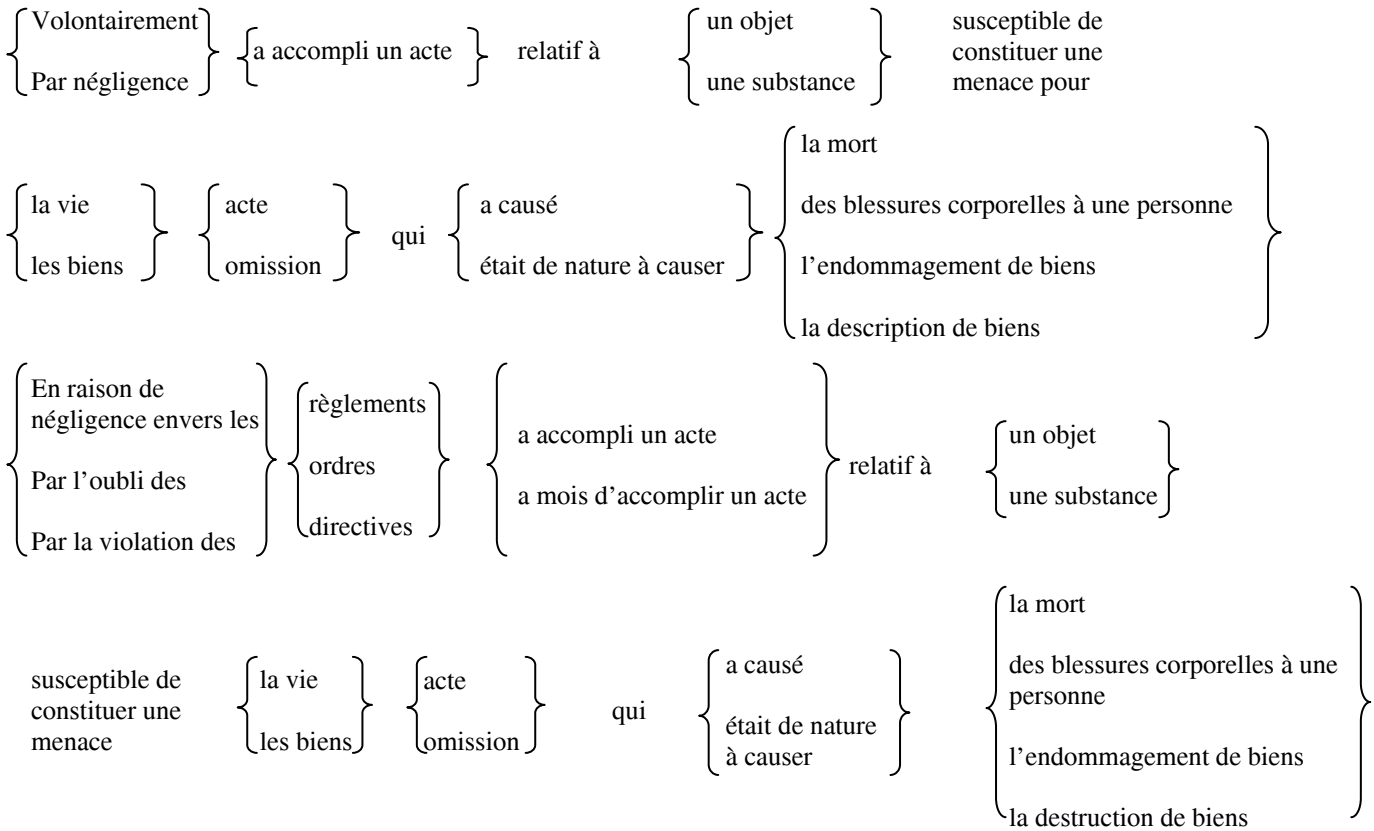 Volontairement
Par négligence
a accompli un acte
relatif à
un objet
une substance
susceptible de
constituer une
menace pour
la vie
les biens
acte
omission
qui
a causé
était de nature à causer
la mort
des blessures corporelles à une personne
l’endommagement de biens
la description de biens
En raison de
négligence envers les
Par l’oubli des
Par la violation des
règlements
ordres
directives
a accompli un acte
a mois d’accomplir un acte
relatif à
un objet
une substance
susceptible de
constituer une
menace
la vie
les biens
acte
omission
qui
a causé
était de nature
à causer
la mort
des blessures corporelles à une
personne
l’endommagement de biens
la destruction de biens